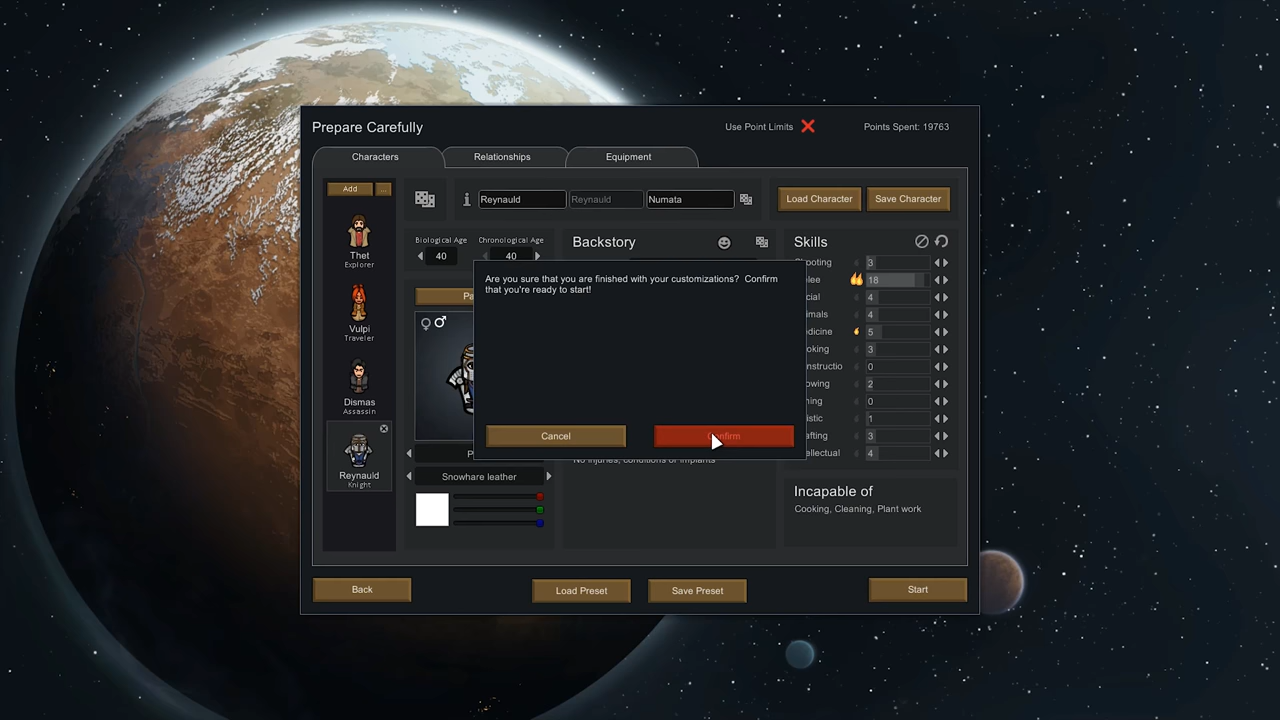 Prepare Carefully
Use Point Limits
Points Spent: 19763
Characters
Relationships
Equipment
Add
...
Reynauld
Reynauld
Numata
Load Character
Save Character
Thet
Explorer
Vulpi
Traveler
Dismas
Assassin
Reynauld
Knight
Biological Age
Chronological Age
40
40
Backstory
Skills
3
18
4
4
5
3
0
2
0
1
3
4
Are you sure that you are finished with your customizations? Confirm
that you're ready to start!
Cancel
Confirm
No injuries, conditions or implants
Snowhare leather
Incapable of
Cooking, Cleaning, Plant work
Back
Load Preset
Save Preset
Start